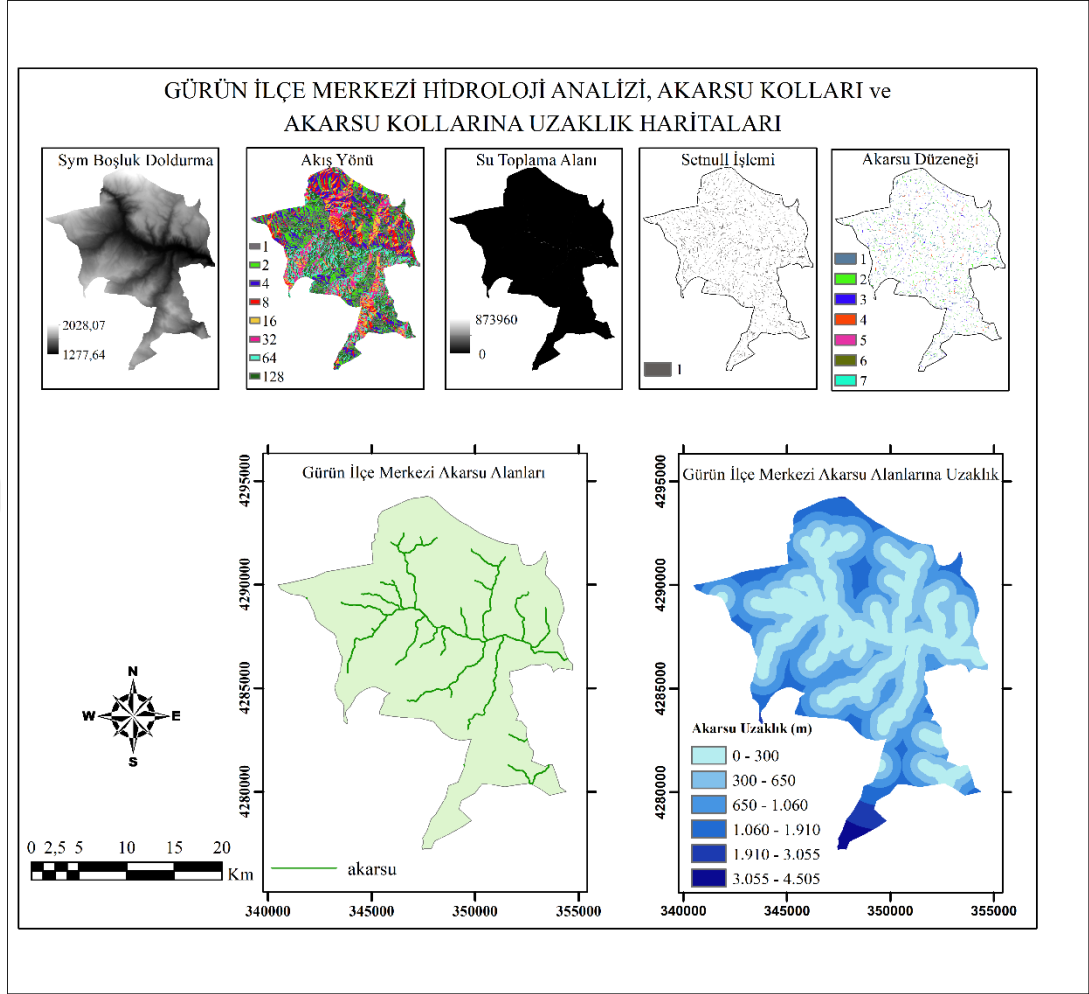 GÜRÜN İLÇE MERKEZİ HİDROLOJİ ANALİZİ, AKARSU KOLLARI ve
AKARSU KOLLARINA UZAKLIK HARİTALARI
Sym Boşluk Doldurma
2028,07
1277,64
Akış Yönü
1
2
4
8
16
32
64
128
Su Toplama Alanı
873960
0
Setnull İşlemi
1
Akarsu Düzeneği
1
2
3
4
5
6
7
Gürün İlçe Merkezi Akarsu Alanları
4295000
4290000
4285000
4280000
akarsu
340000 345000 350000 355000
Gürün İlçe Merkezi Akarsu Alanlarına Uzaklık
4295000
4290000
4285000
4280000
Akarsu Uzaklık (m)
0 - 300
300 - 650
650 - 1.060
1.060 - 1.910
1.910 - 3.055
3.055 - 4.505
340000 345000 350000 355000
N
W E
S
0 2,5 5 10 15 20
Km